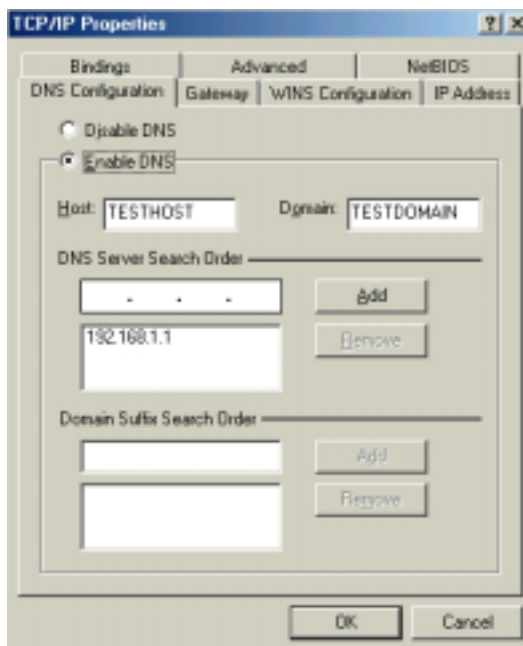 TCP/IP Properties
Bindings Advanced NetBIOS
DNS Configuration Gateway WINS Configuration IP Address
Disable DNS
Enable DNS
Host: TESTHOST Domain: TESTDOMAIN
DNS Server Search Order
. . . Add
192.168.1.1 Remove
Domain Suffix Search Order
Add
Remove
OK Cancel